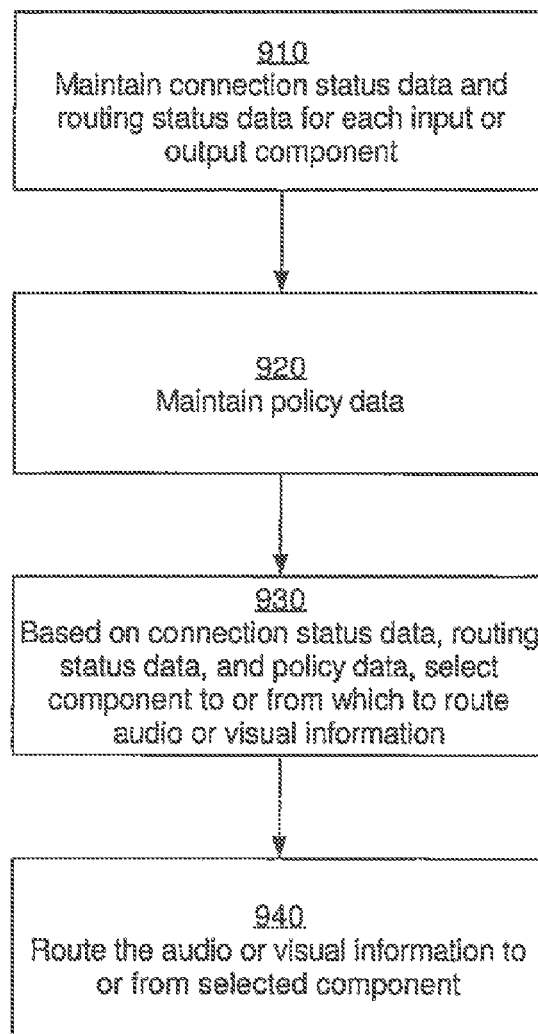 910
Maintain connection status data and
routing status data for each input or
output component
920
Maintain policy data
930
Based on connection status data, routing
status data, and policy data, select
component to or from which to route
audio or visual information
940
Route the audio or visual information to
or from selected component